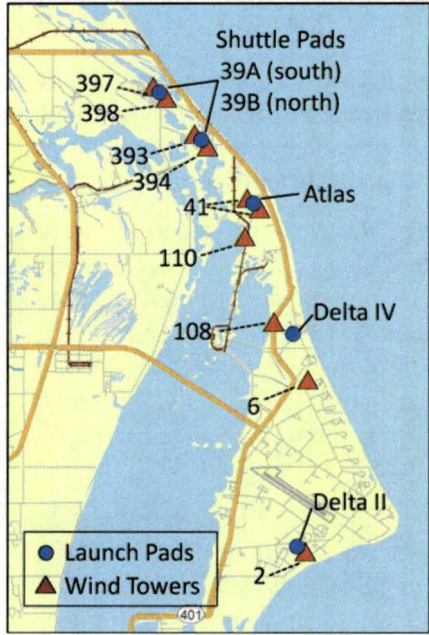 Shuttle Pads
39A (south)
39B (north)
397
398
393
394
Atlas
41
110
Delta IV
108
6
Delta II
Launch Pads
Wind Towers
2
401